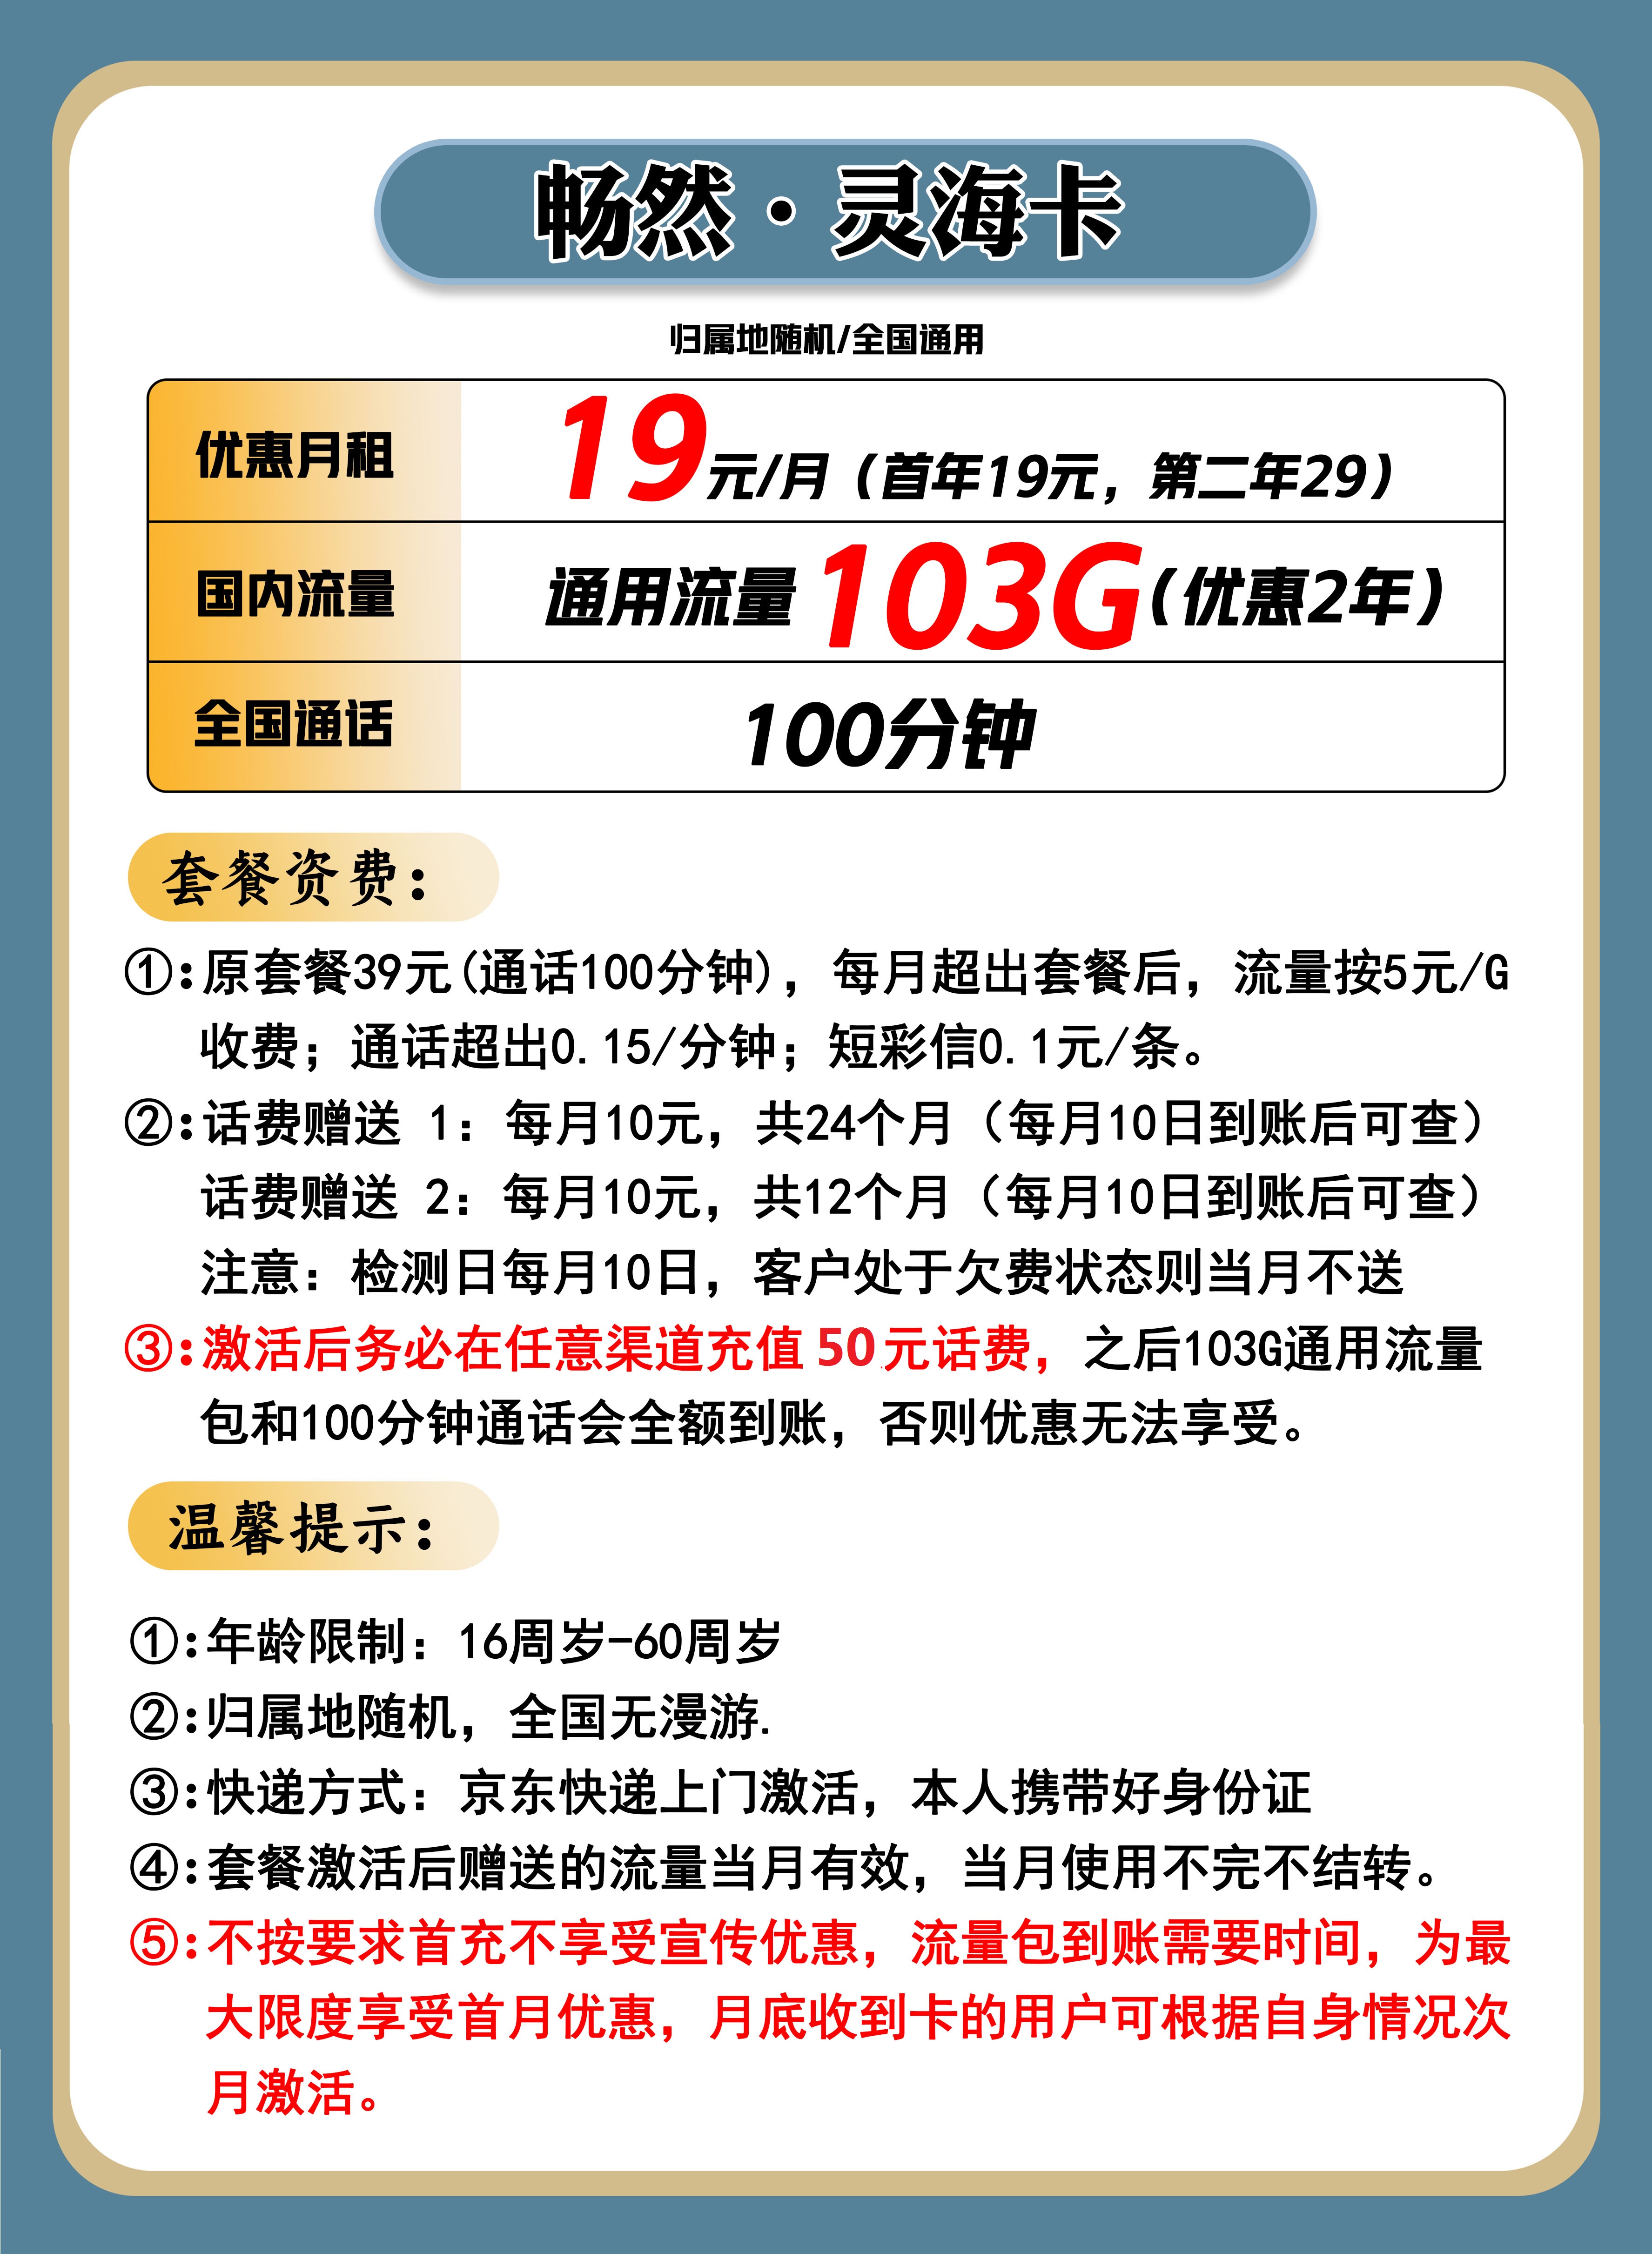 畅然·灵海卡
归属地随机/全国通用
优惠月租
19元/月（首年19元，第二年29）
国内流量
通用流量103G（优惠2年）
全国通话
100分钟
套餐资费：
①:原套餐39元(通话100分钟)，每月超出套餐后，流量按5元/G
收费；通话超出0.15/分钟；短彩信0.1元/条。
②:话费赠送 1：每月10元，共24个月（每月10日到账后可查）
话费赠送 2：每月10元，共12个月（每月10日到账后可查）
注意：检测日每月10日，客户处于欠费状态则当月不送
③:激活后务必在任意渠道充值50元话费，之后103G通用流量
包和100分钟通话会全额到账，否则优惠无法享受。
温馨提示：
①:年龄限制：16周岁-60周岁
②:归属地随机，全国无漫游.
③:快递方式：京东快递上门激活，本人携带好身份证
④:套餐激活后赠送的流量当月有效，当月使用不完不结转。
⑤:不按要求首充不享受宣传优惠，流量包到账需要时间，为最
大限度享受首月优惠，月底收到卡的用户可根据自身情况次
月激活。